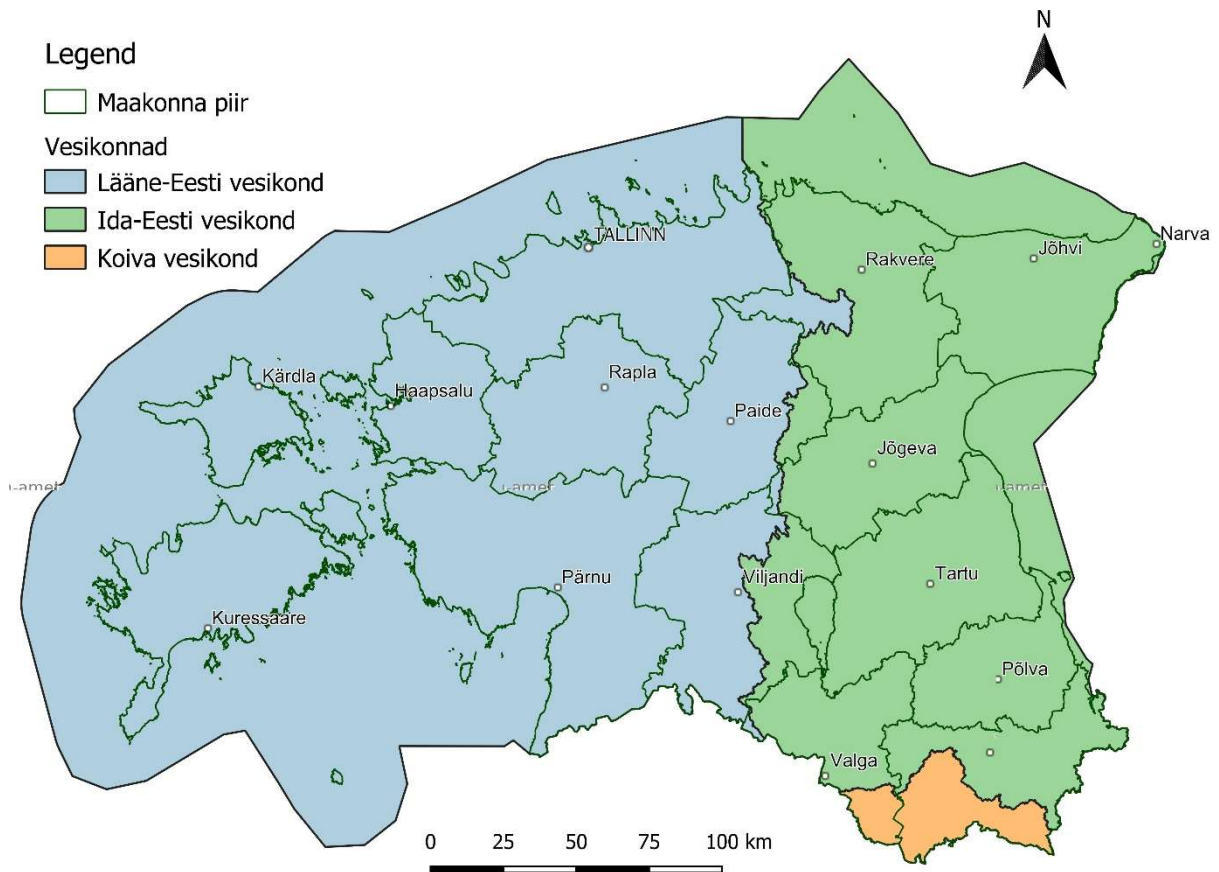 N
Legend
Maakonna piir
Vesikonnad
Lääne-Eesti vesikond
Ida-Eesti vesikond
Koiva vesikond
TALLINN
Narva
Jõhvi
Rakvere
Kärdla
Rapla
Haapsalu
Paide
Jõgeva
Tartu
Pärnu
Viljandi
Kuressaare
Põlva
Valga
0 25 50 75 100 km